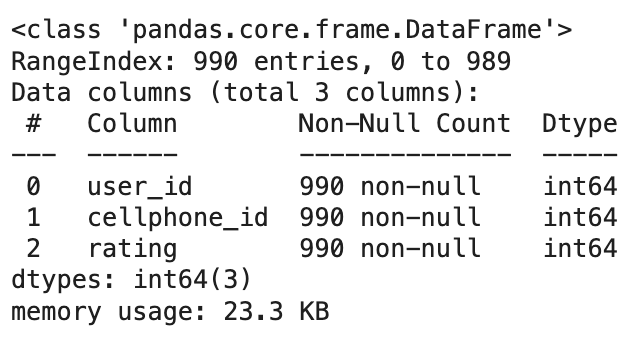 <class 'pandas.core.frame.DataFrame'>
RangeIndex: 990 entries, 0 to 989
Data columns (total 3 columns):
 #   Column        Non-Null Count  Dtype
---  ------        --------------  -----
 0   user_id       990 non-null    int64
 1   cellphone_id  990 non-null    int64
 2   rating        990 non-null    int64
dtypes: int64(3)
memory usage: 23.3 KB